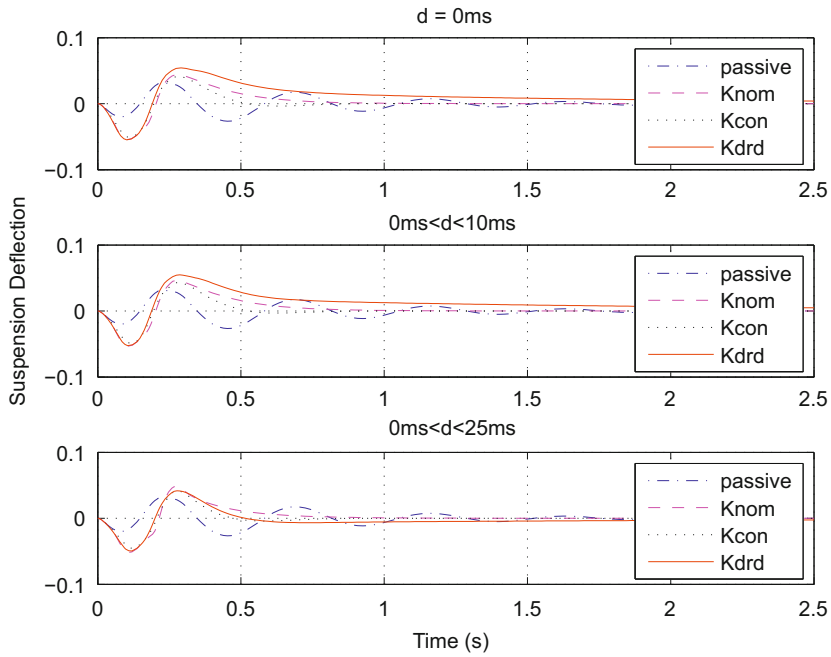 d = 0ms
0.1
0
−0.1
passive
Knom
Kcon
Kdrd
0 0.5 1 1.5 2 2.5
Suspension Deflection
0ms<d<10ms
0.1
0
−0.1
passive
Knom
Kcon
Kdrd
0 0.5 1 1.5 2 2.5
0ms<d<25ms
0.1
0
−0.1
passive
Knom
Kcon
Kdrd
0 0.5 1 1.5 2 2.5
Time (s)